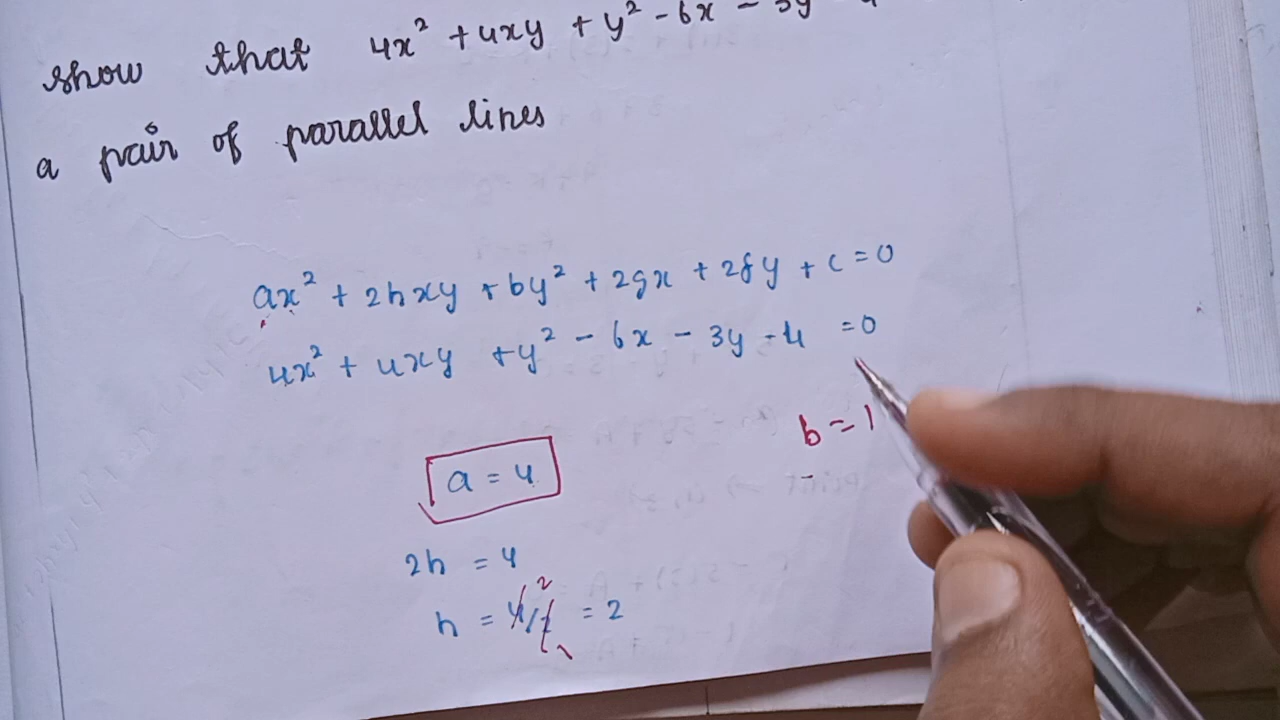 show that 4x² + 4xy + y² - 6x - 3y
a pair of parallel lines
ax² + 2hxy + by² + 2gx + 2fy + c = 0
4x² + 4xy + y² - 6x - 3y - 4 = 0
b = 1
a = 4
2h = 4
h = 4/2 = 2